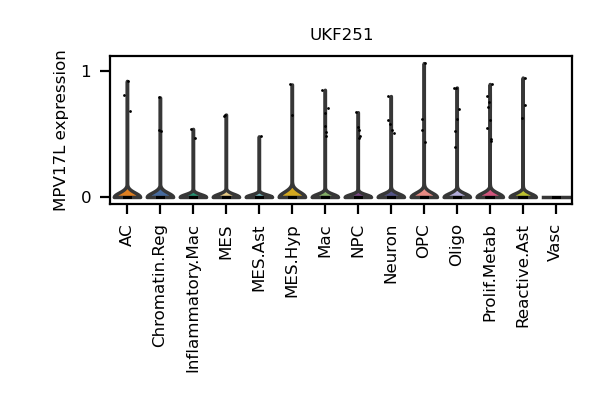 UKF251
MPV17L expression
1
0
AC
Chromatin.Reg
Inflammatory.Mac
MES
MES.Ast
MES.Hyp
Mac
NPC
Neuron
OPC
Oligo
Prolif.Metab
Reactive.Ast
Vasc